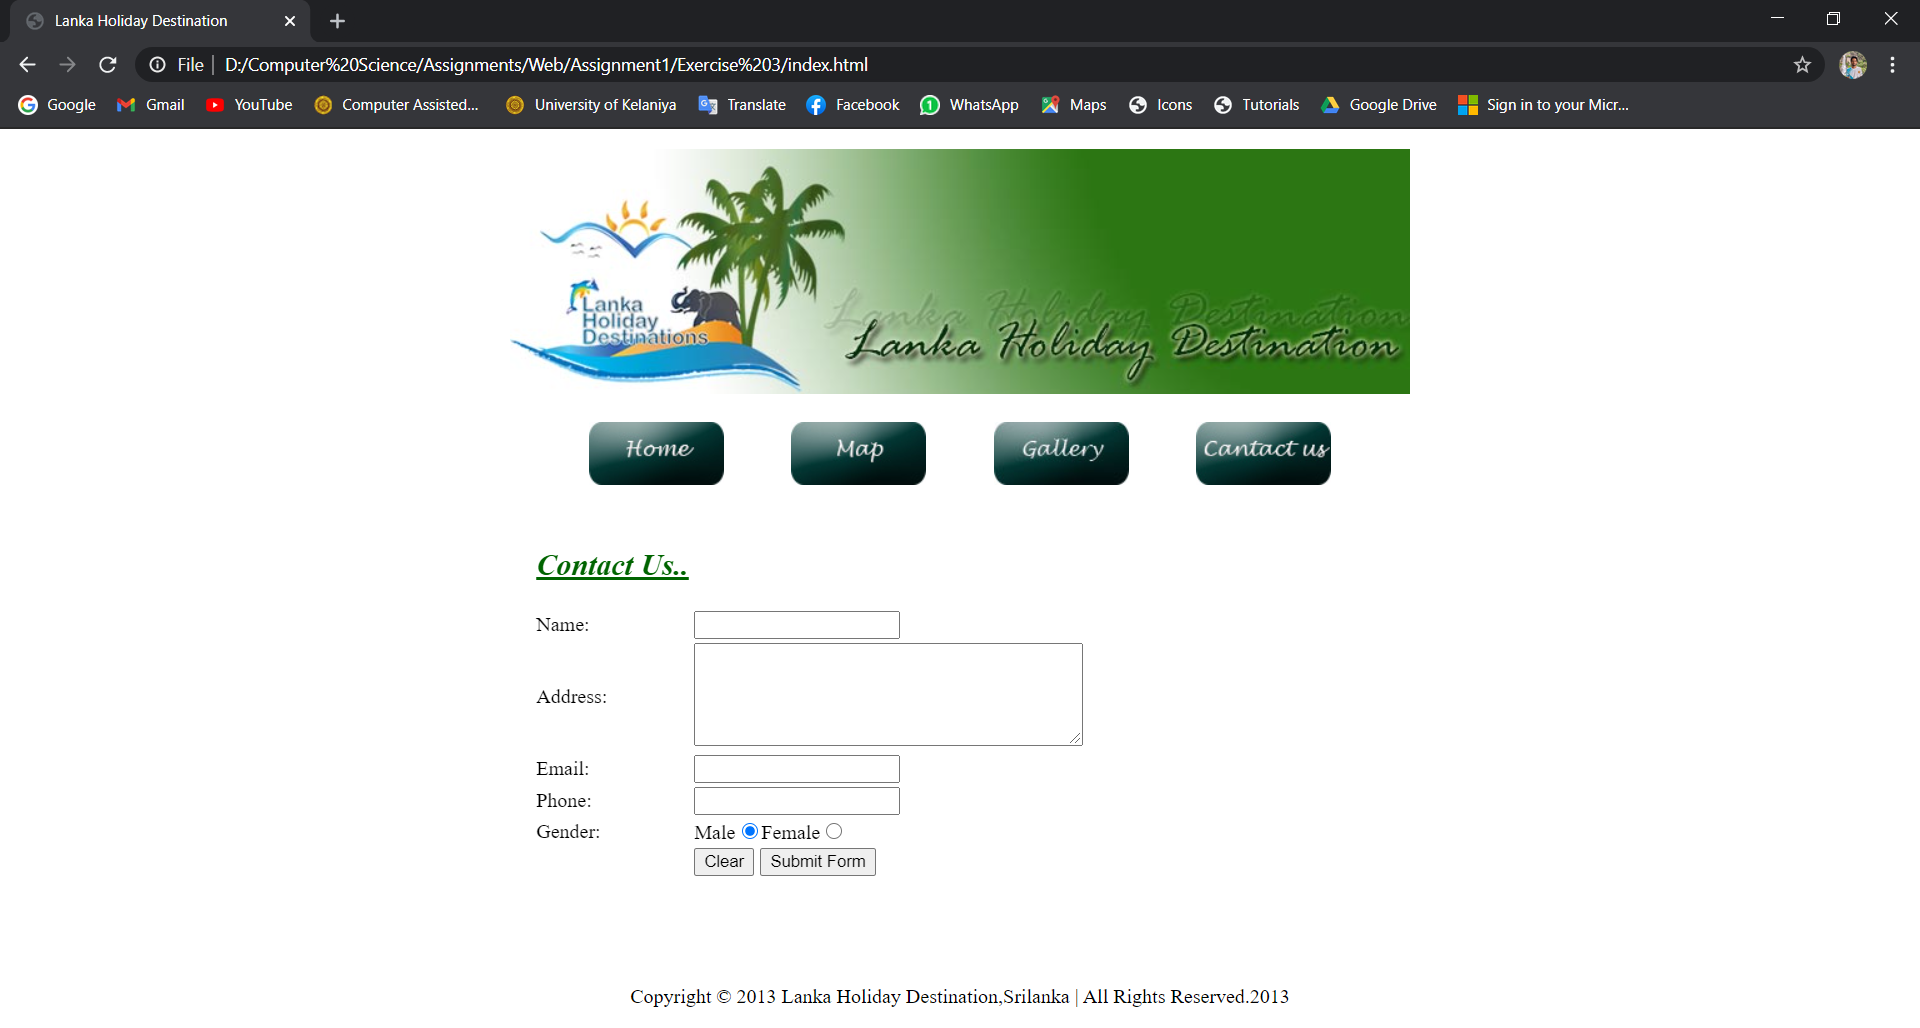 Lanka Holiday Destination
File D:/Computer%20Science/Assignments/Web/Assignment1/Exercise%203/index.html
Google Gmail YouTube Computer Assisted... University of Kelaniya Translate Facebook 1 WhatsApp Maps Icons Tutorials Google Drive Sign in to your Micr...
Lanka
Holiday
Destinations
Lanka Holiday Destination
Lanka Holiday Destination
Home Map Gallery Cantact us
Contact Us..
Name:
Address:
Email:
Phone:
Gender: Male Female
Clear Submit Form
Copyright © 2013 Lanka Holiday Destination,Srilanka | All Rights Reserved.2013